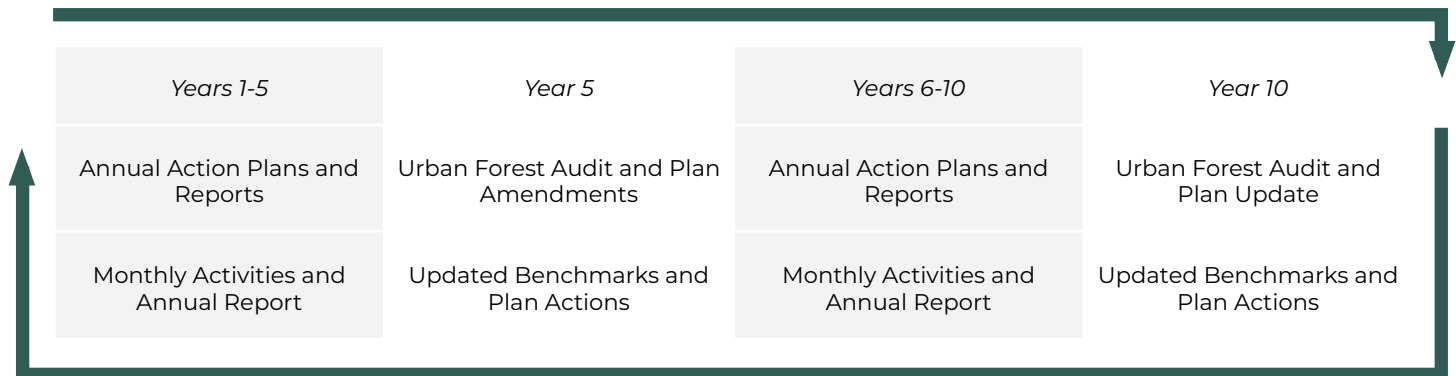 Years 1-5
Year 5
Years 6-10
Year 10
Annual Action Plans and
Reports
Urban Forest Audit and Plan
Amendments
Annual Action Plans and
Reports
Urban Forest Audit and
Plan Update
Monthly Activities and
Annual Report
Updated Benchmarks and
Plan Actions
Monthly Activities and
Annual Report
Updated Benchmarks and
Plan Actions